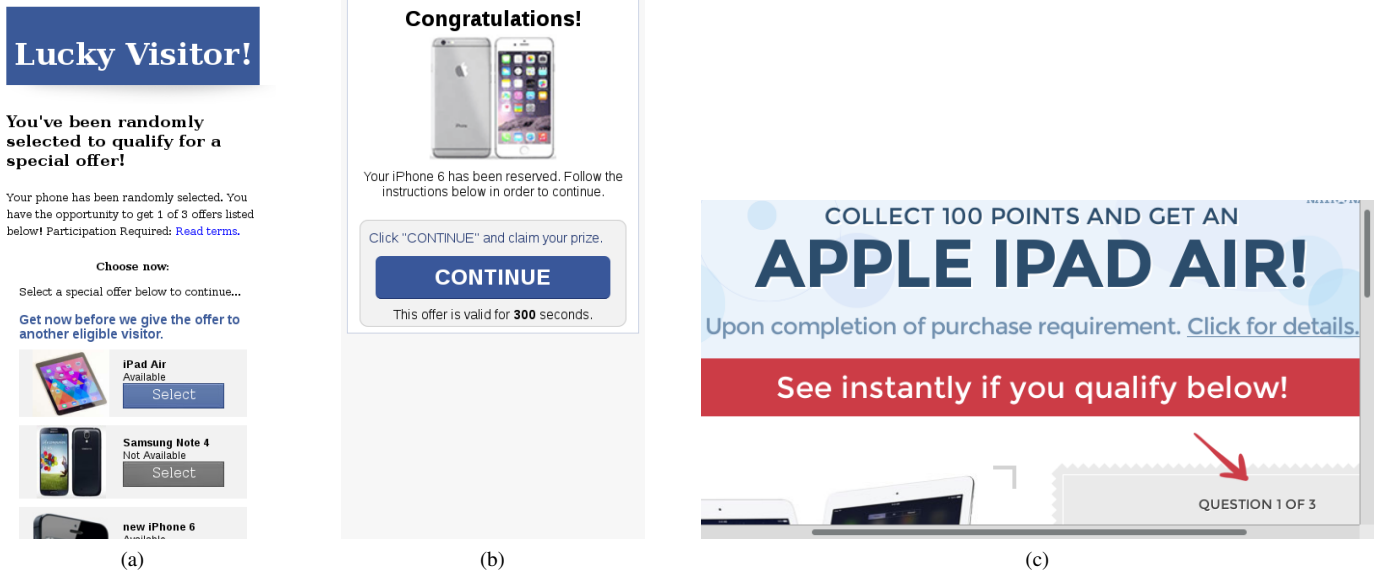 Lucky Visitor!
You've been randomly
selected to qualify for a
special offer!
Your phone has been randomly selected. You
have the opportunity to get 1 of 3 offers listed
below! Participation Required: Read terms.
Choose now:
Select a special offer below to continue...
Get now before we give the offer to
another eligible visitor.
iPad Air
Available
Select
Samsung Note 4
Not Available
Select
new iPhone 6
Available
(a)
Congratulations!
iPhone
Your iPhone 6 has been reserved. Follow the
instructions below in order to continue.
Click "CONTINUE" and claim your prize.
CONTINUE
This offer is valid for 300 seconds.
(b)
COLLECT 100 POINTS AND GET AN
APPLE IPAD AIR!
Upon completion of purchase requirement. Click for details.
See instantly if you qualify below!
QUESTION 1 OF 3
(c)